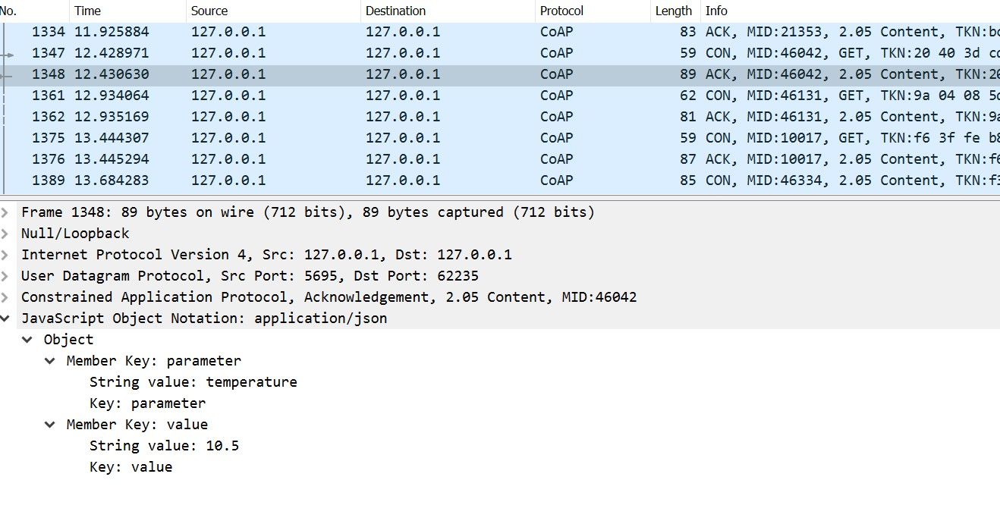 No. Time Source Destination Protocol Length Info
1334 11.925884 127.0.0.1 127.0.0.1 CoAP 83 ACK, MID:21353, 2.05 Content, TKN:bc
1347 12.428971 127.0.0.1 127.0.0.1 CoAP 59 CON, MID:46042, GET, TKN:20 40 3d cc
1348 12.430630 127.0.0.1 127.0.0.1 CoAP 89 ACK, MID:46042, 2.05 Content, TKN:20
1361 12.934064 127.0.0.1 127.0.0.1 CoAP 62 CON, MID:46131, GET, TKN:9a 04 08
1362 12.935169 127.0.0.1 127.0.0.1 CoAP 81 ACK, MID:46131, 2.05 Content, TKN:9a
1375 13.444307 127.0.0.1 127.0.0.1 CoAP 59 CON, MID:10017, GET, TKN:f6 3f fe b8
1376 13.445294 127.0.0.1 127.0.0.1 CoAP 87 ACK, MID:10017, 2.05 Content, TKN:f6
1389 13.684283 127.0.0.1 127.0.0.1 CoAP 85 CON, MID:46334, 2.05 Content, TKN:f3
Frame 1348: 89 bytes on wire (712 bits), 89 bytes captured (712 bits)
Null/Loopback
Internet Protocol Version 4, Src: 127.0.0.1, Dst: 127.0.0.1
User Datagram Protocol, Src Port: 5695, Dst Port: 62235
Constrained Application Protocol, Acknowledgement, 2.05 Content, MID:46042
JavaScript Object Notation: application/json
Object
Member Key: parameter
String value: temperature
Key: parameter
Member Key: value
String value: 10.5
Key: value